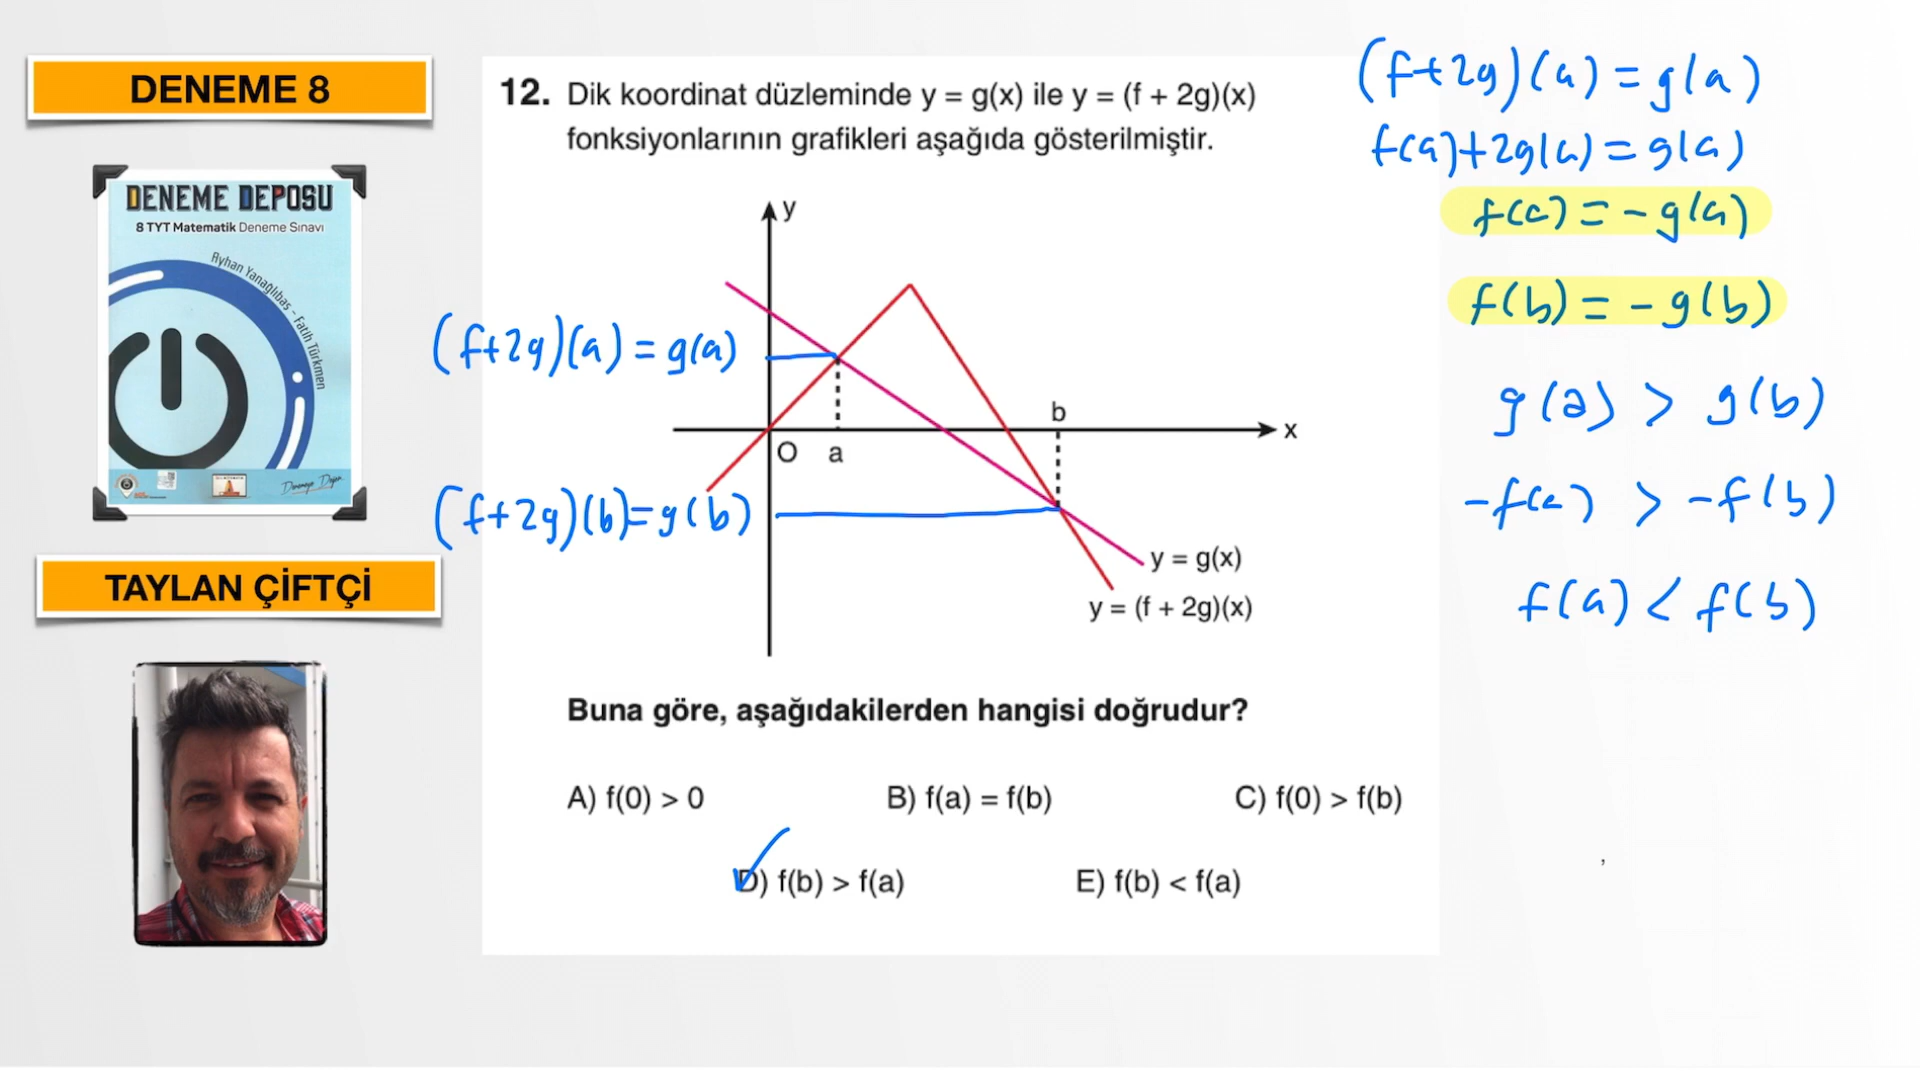 DENEME 8
DENEME DEPOSU
8 TYT Matematik Deneme Sınavı
Ayhan Yanağlıbaş - Fatih Türkmen
TAYLAN ÇİFTÇİ
12. Dik koordinat düzleminde y = g(x) ile y = (f + 2g)(x)
fonksiyonlarının grafikleri aşağıda gösterilmiştir.
y
(f+2g)(a) = g(a)
b
x
O a
(f+2g)(b)=g(b)
y = g(x)
y = (f + 2g)(x)
Buna göre, aşağıdakilerden hangisi doğrudur?
A) f(0) > 0 B) f(a) = f(b) C) f(0) > f(b)
D) f(b) > f(a) E) f(b) < f(a)
(f+2g)(a) = g(a)
f(a)+2g(a) = g(a)
f(a) = -g(a)
f(b) = -g(b)
g(a) > g(b)
-f(a) > -f(b)
f(a) < f(b)